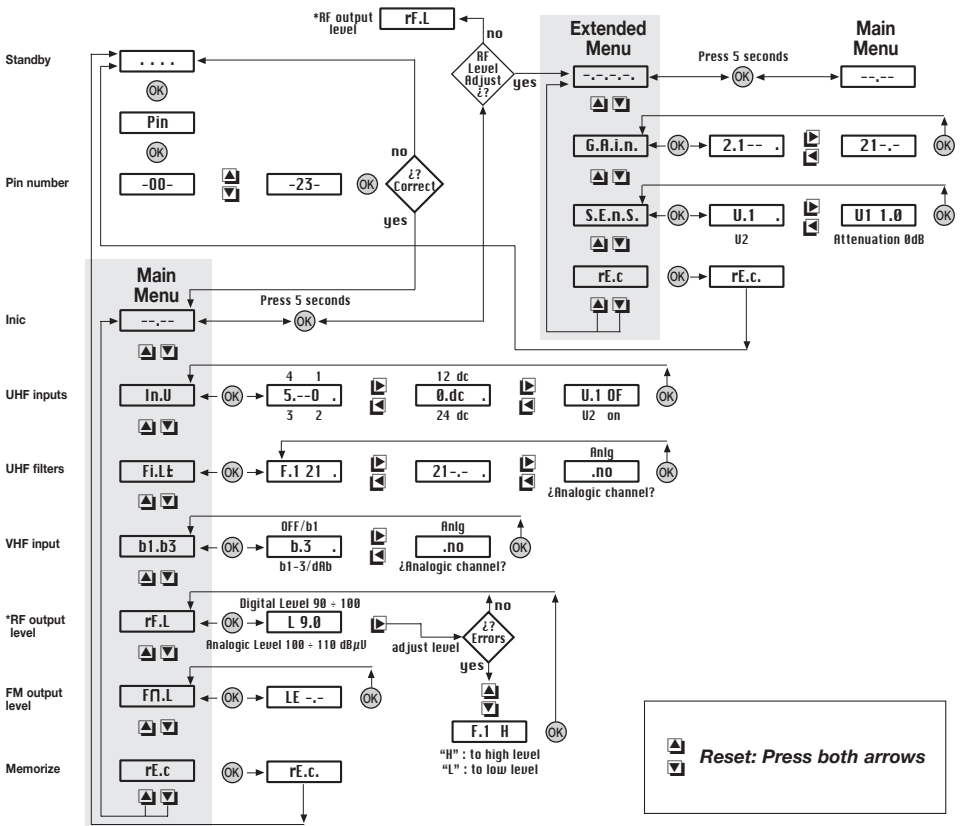 *RF output level
rF.L
no
RF Level Adjust ¿?
yes
Extended Menu
Main Menu
Standby
. . . .
-.-.-.-.
Press 5 seconds
OK
--.--
OK
Pin
OK
G.A.i.n.
OK
2.1-- .
21-.-
OK
Pin number
-00-
-23-
OK
no
¿? Correct
yes
S.E.n.S.
OK
U.1 .
U2
U1 1.0
Attenuation 0dB
OK
rE.c
OK
rE.c.
Main Menu
Inic
--.--
Press 5 seconds
OK
UHF inputs
In.U
OK
4 1
5.--0 .
3 2
12 dc
0.dc .
24 dc
U.1 OF
U2 on
OK
UHF filters
Fi.Lt
OK
F.1 21 .
21-.- .
Anlg
.no
¿Analogic channel?
OK
VHF input
b1.b3
OK
OFF/b1
b.3 .
b1-3/dAb
Anlg
.no
¿Analogic channel?
OK
*RF output level
rF.L
OK
Digital Level 90 ÷ 100
L 9.0
Analogic Level 100 ÷ 110 dBµV
adjust level
¿? Errors
no
yes
F.1 H
OK
"H" : to high level
"L" : to low level
FM output level
FM.L
OK
LE -.-
OK
Memorize
rE.c
OK
rE.c.
Reset: Press both arrows